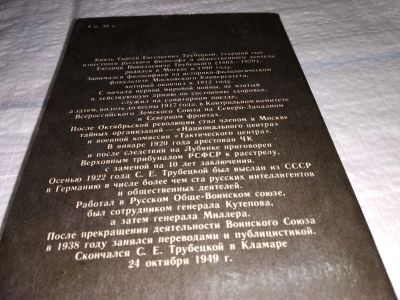 6 р. 30 к.
Князь Сергей Евгеньевич Трубецкой, старший сын
известного русского философа и общественного деятеля
Евгения Николаевича Трубецкого (1863–1920),
родился в Москве в 1890 году.
Занимался философией на историко-филологическом
факультете Московского Университета,
который окончил в 1912 году.
С начала первой мировой войны, не взятый
в действующую армию по состоянию здоровья,
служил на санитарном поезде,
а затем, вплоть до весны 1917 года, в Контрольном комитете
Всероссийского Земского Союза на Северо-Западном
и Северном фронтах.
После Октябрьской революции стал членом в Москве
тайных организаций — «Национального центра»
и военной комиссии «Тактического центра».
В январе 1920 года арестован ЧК
и после следствия на Лубянке приговорен
Верховным трибуналом РСФСР к расстрелу,
с заменой на 10 лет заключения.
Осенью 1922 года С. Е. Трубецкой был выслан из СССР
в Германию в числе более чем ста русских интеллигентов
и общественных деятелей.
Работал в Русском Обще-Воинском союзе,
был сотрудником генерала Кутепова,
а затем генерала Миллера.
После прекращения деятельности Воинского Союза
в 1938 году занялся переводами и публицистикой.
Скончался С. Е. Трубецкой в Кламаре
24 октября 1949 г.